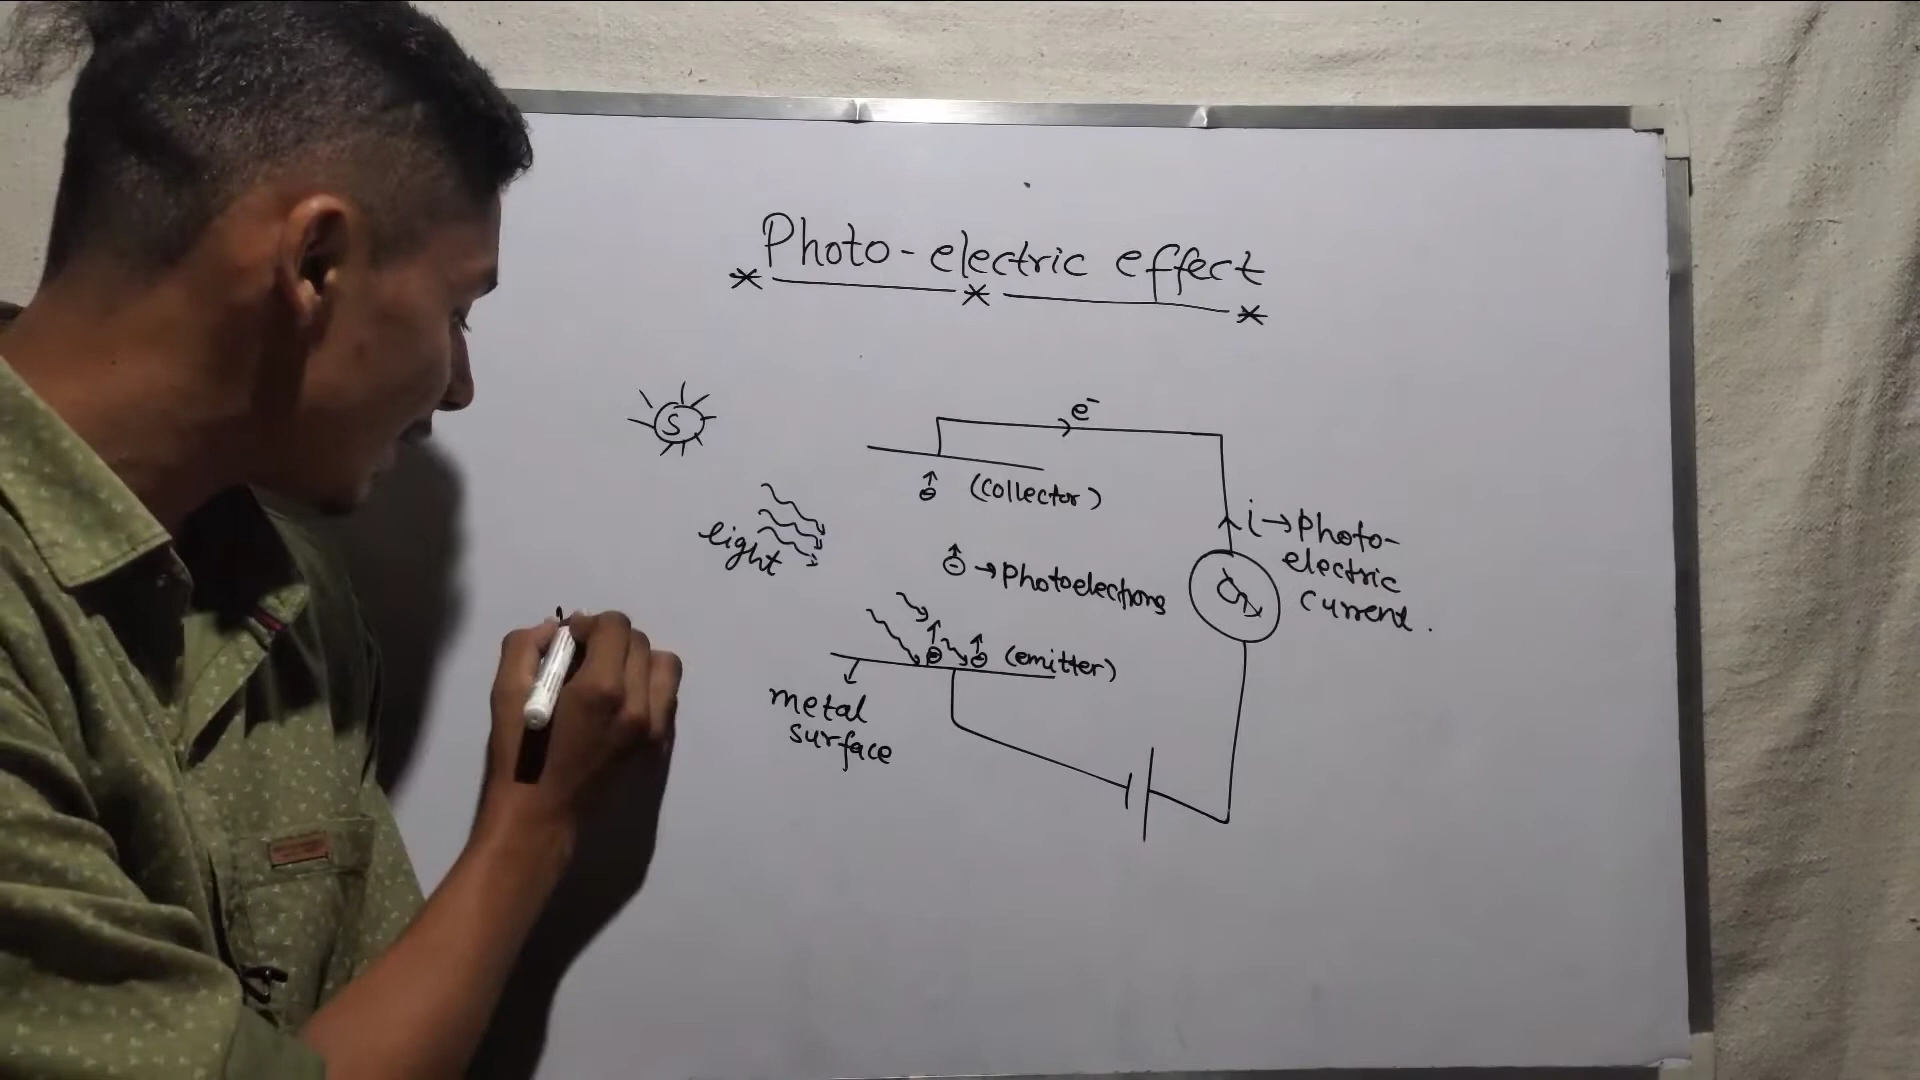 Photo-electric effect
S
e⁻
(collector)
light
i → Photo-
electric
current.
⊖ → Photoelectrons
(emitter)
metal
surface